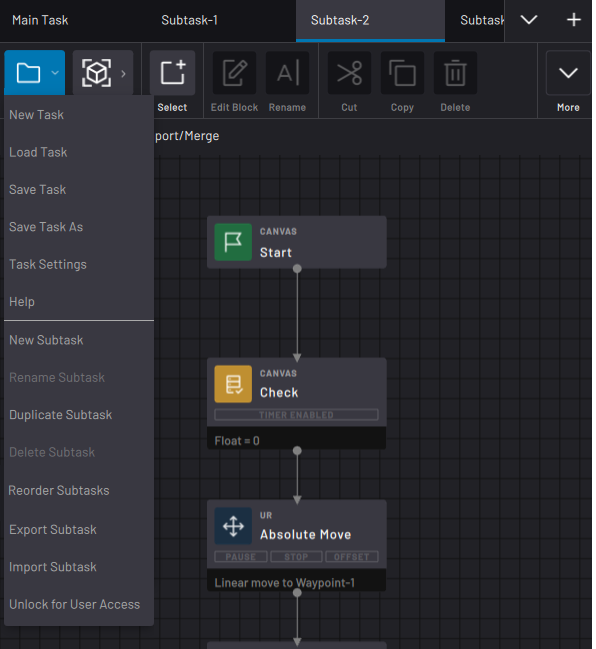 Main Task
Subtask-1
Subtask-2
Subtask
Select
Edit Block
Rename
Cut
Copy
Delete
More
port/Merge
New Task
Load Task
Save Task
Save Task As
Task Settings
Help
New Subtask
Rename Subtask
Duplicate Subtask
Delete Subtask
Reorder Subtasks
Export Subtask
Import Subtask
Unlock for User Access
CANVAS
Start
CANVAS
Check
TIMER ENABLED
Float = 0
UR
Absolute Move
PAUSE STOP OFFSET
Linear move to Waypoint-1